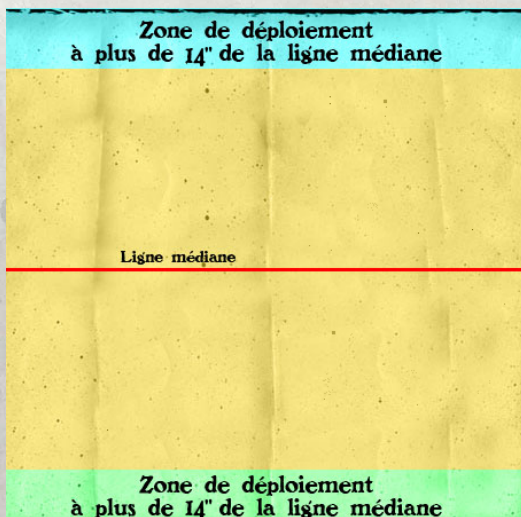 Zone de déploiement
à plus de 14" de la ligne médiane
Ligne médiane
Zone de déploiement
à plus de 14" de la ligne médiane